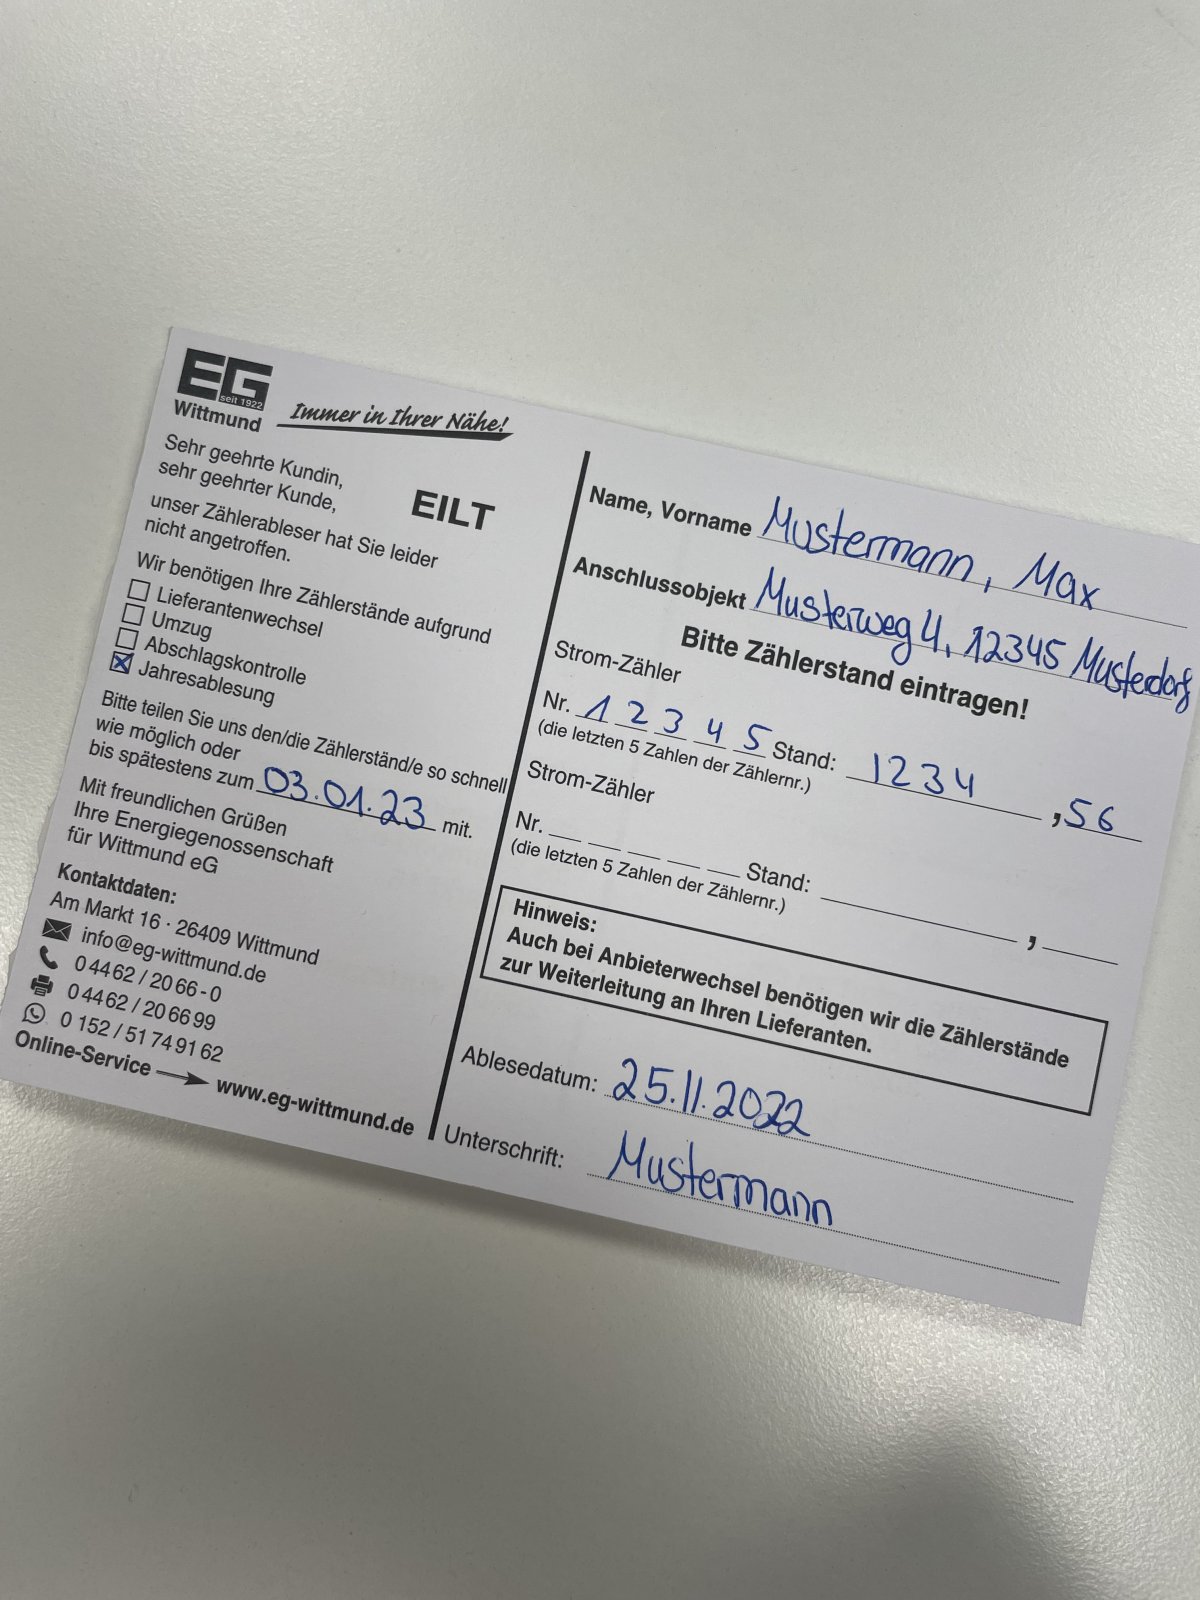 EG
seit 1922
Wittmund
Immer in Ihrer Nähe!
Sehr geehrte Kundin,
sehr geehrter Kunde,
EILT
unser Zählerableser hat Sie leider
nicht angetroffen.
Wir benötigen Ihre Zählerstände aufgrund
Lieferantenwechsel
Umzug
Abschlagskontrolle
Jahresablesung
Bitte teilen Sie uns den/die Zählerständ/e so schnell
wie möglich oder
bis spätestens zum 03.01.23 mit.
Mit freundlichen Grüßen
Ihre Energiegenossenschaft
für Wittmund eG
Kontaktdaten:
Am Markt 16 · 26409 Wittmund
info@eg-wittmund.de
0 44 62 / 20 66 - 0
0 44 62 / 20 66 99
0 152 / 51 74 91 62
Online-Service www.eg-wittmund.de
Name, Vorname Mustermann, Max
Anschlussobjekt Musterweg 4, 12345 Musterdorf
Bitte Zählerstand eintragen!
Strom-Zähler
Nr. 1 2 3 4 5 Stand: 1234 ,56
(die letzten 5 Zahlen der Zählernr.)
Strom-Zähler
Nr. _ _ _ _ _ Stand: ,
(die letzten 5 Zahlen der Zählernr.)
Hinweis:
Auch bei Anbieterwechsel benötigen wir die Zählerstände
zur Weiterleitung an Ihren Lieferanten.
Ablesedatum: 25.11.2022
Unterschrift: Mustermann